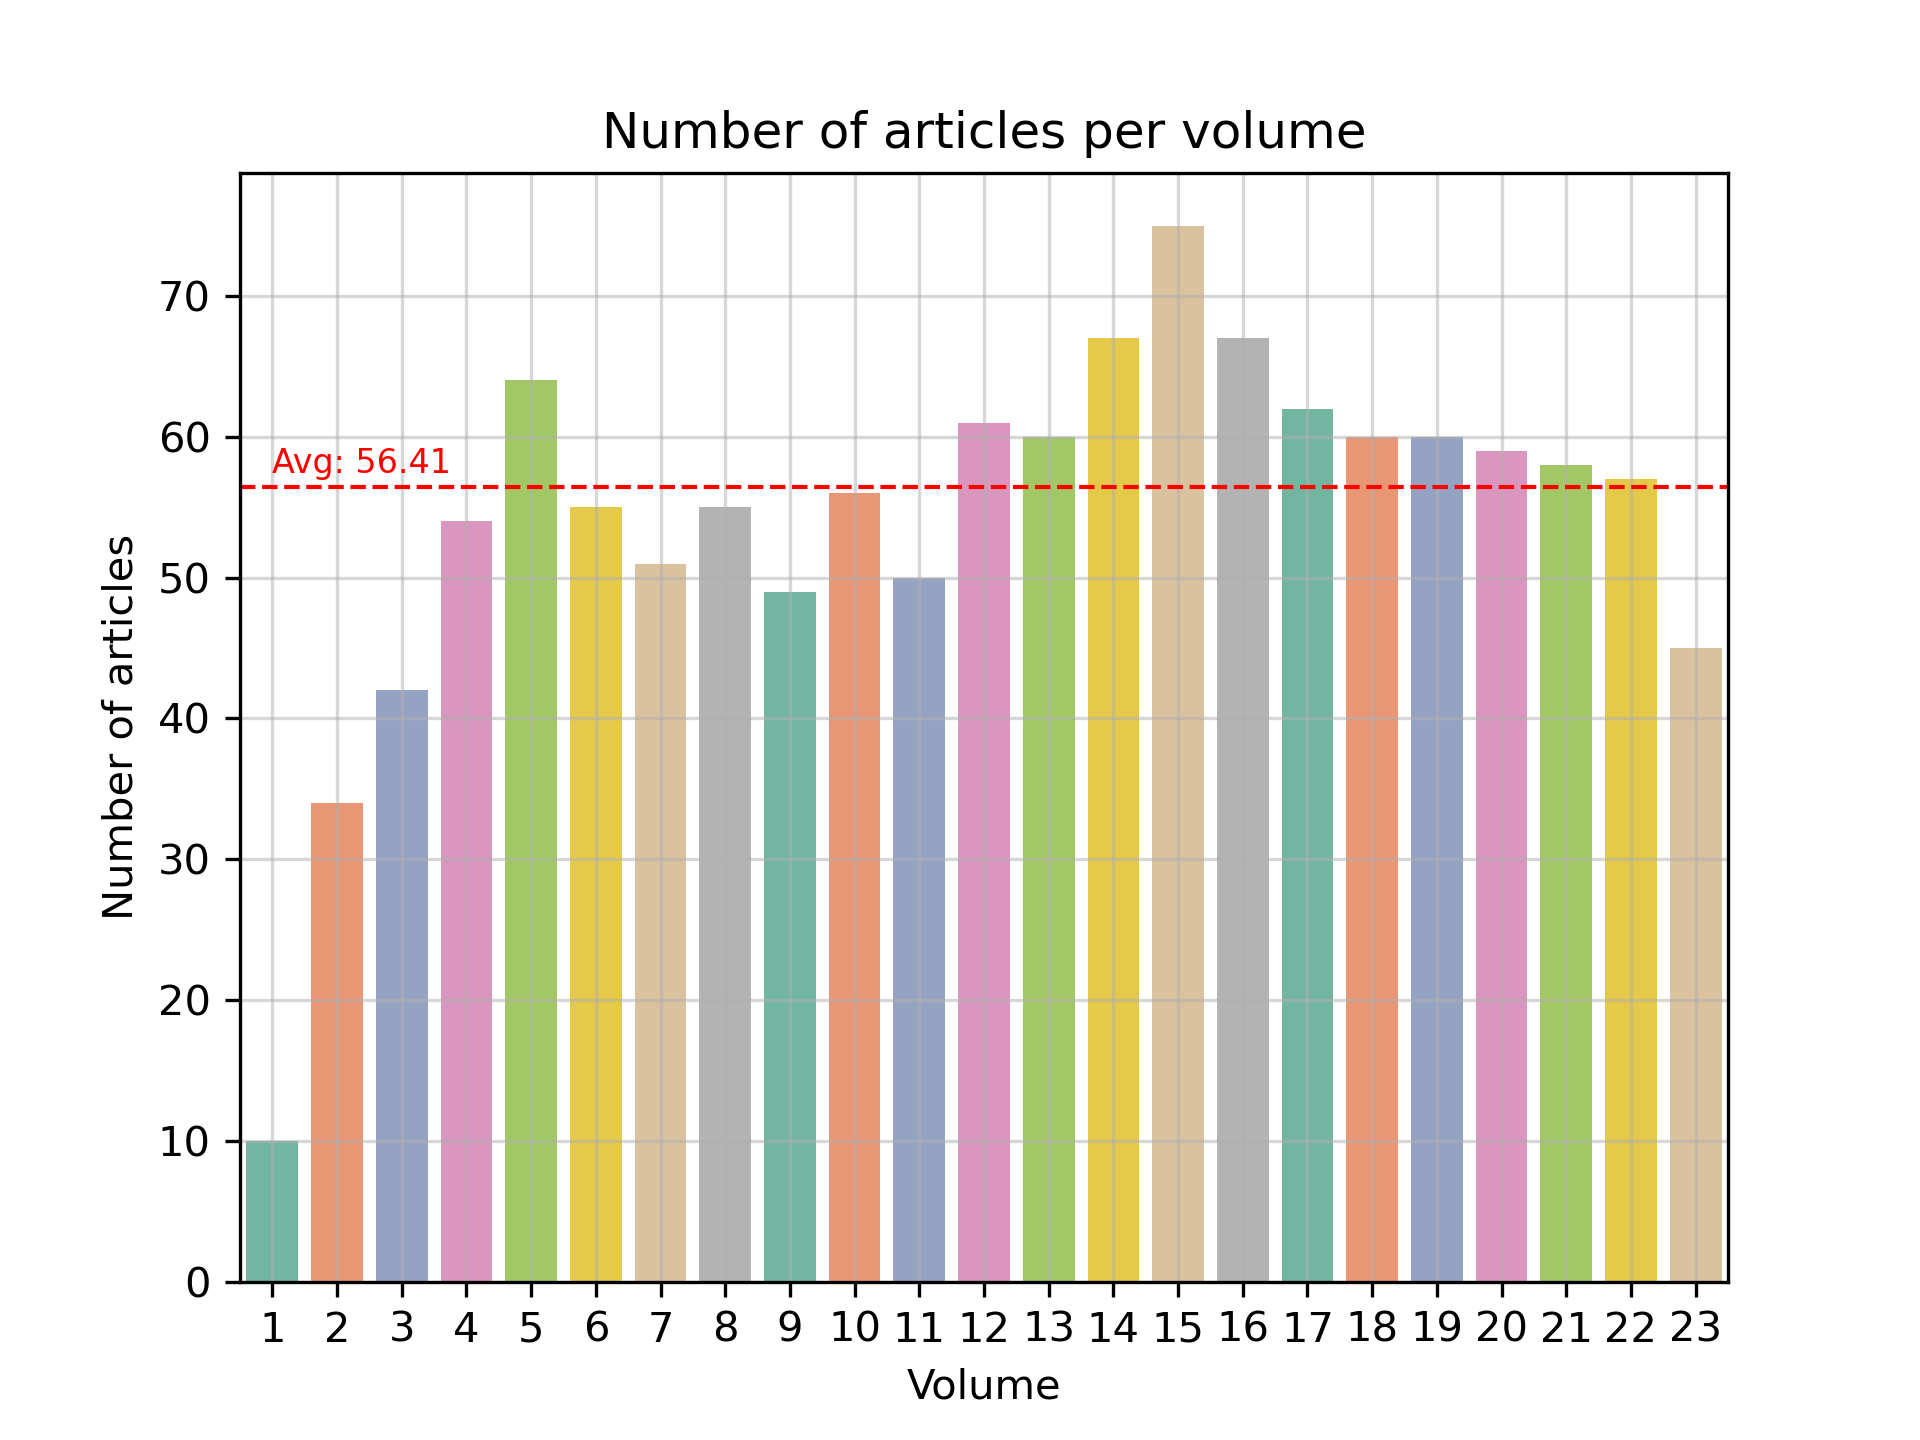 Number of articles per volume
70
60
Avg: 56.41
50
40
30
20
10
0
Number of articles
1 2 3 4 5 6 7 8 9 10 11 12 13 14 15 16 17 18 19 20 21 22 23
Volume